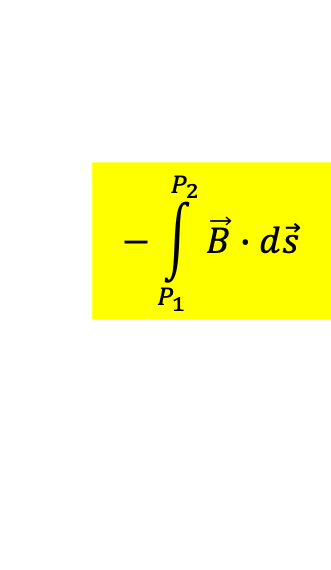 − ∫_{P₁}^{P₂} B⃗ · ds⃗